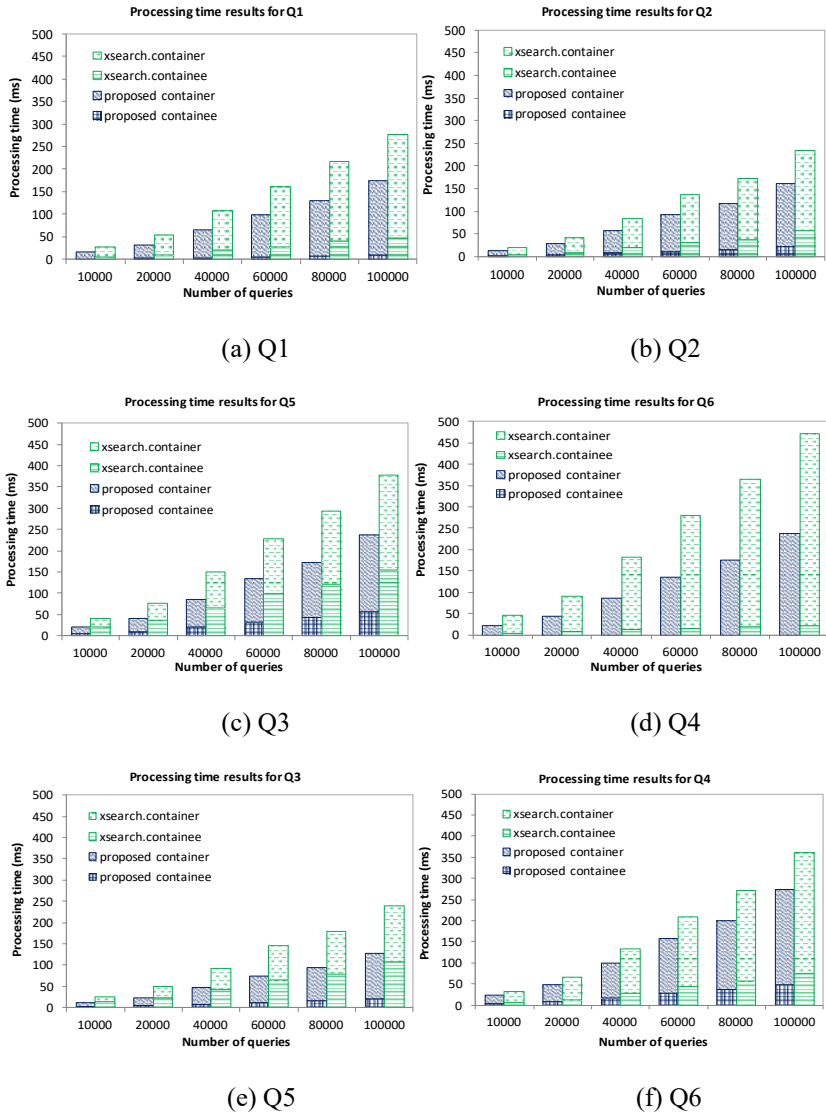 Processing time results for Q1
500
450
400
350
300
250
200
150
100
50
0
Processing time (ms)
xsearch.container
xsearch.containee
proposed container
proposed containee
10000 20000 40000 60000 80000 100000
Number of queries
(a) Q1
Processing time results for Q2
500
450
400
350
300
250
200
150
100
50
0
Processing time (ms)
xsearch.container
xsearch.containee
proposed container
proposed containee
10000 20000 40000 60000 80000 100000
Number of queries
(b) Q2
Processing time results for Q5
500
450
400
350
300
250
200
150
100
50
0
Processing time (ms)
xsearch.container
xsearch.containee
proposed container
proposed containee
10000 20000 40000 60000 80000 100000
Number of queries
(c) Q3
Processing time results for Q6
500
450
400
350
300
250
200
150
100
50
0
Processing time (ms)
xsearch.container
xsearch.containee
proposed container
proposed containee
10000 20000 40000 60000 80000 100000
Number of queries
(d) Q4
Processing time results for Q3
500
450
400
350
300
250
200
150
100
50
0
Processing time (ms)
xsearch.container
xsearch.containee
proposed container
proposed containee
10000 20000 40000 60000 80000 100000
Number of queries
(e) Q5
Processing time results for Q4
500
450
400
350
300
250
200
150
100
50
0
Processing time (ms)
xsearch.container
xsearch.containee
proposed container
proposed containee
10000 20000 40000 60000 80000 100000
Number of queries
(f) Q6